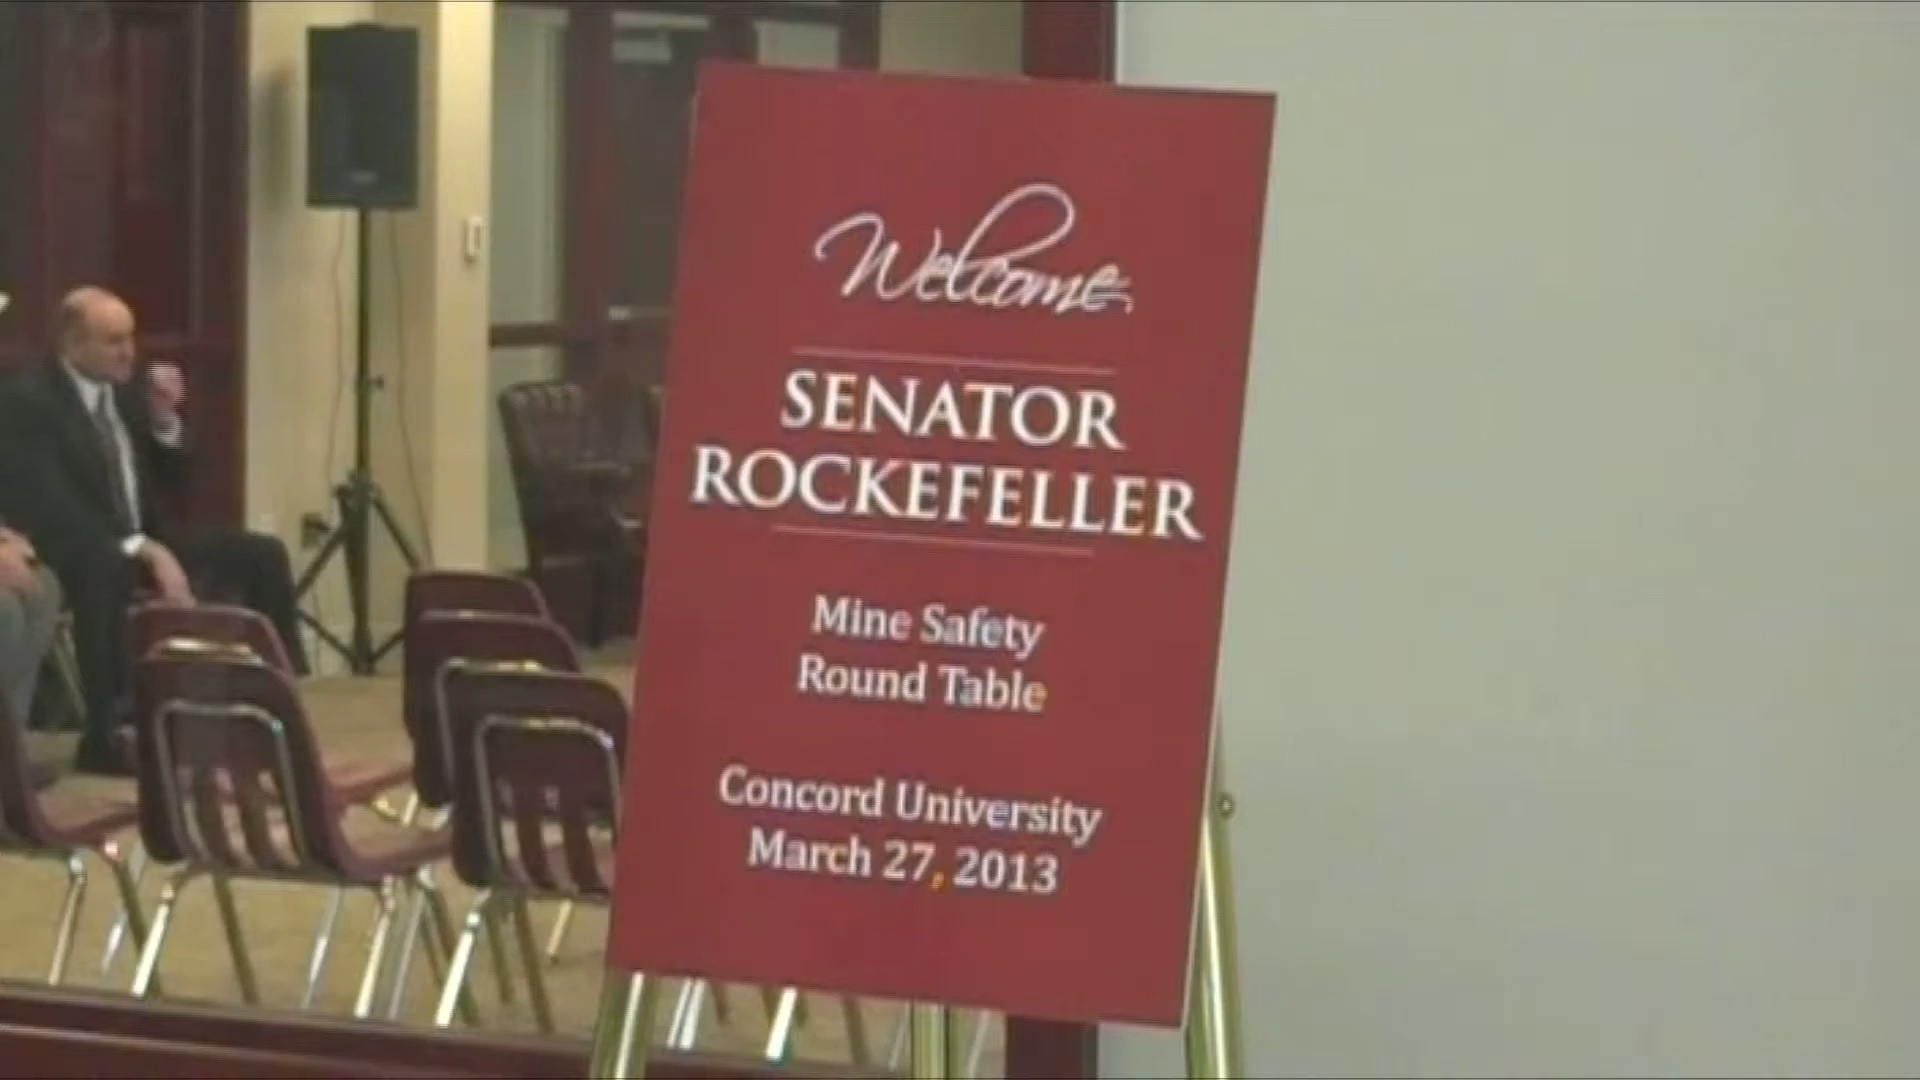 Welcome
SENATOR
ROCKEFELLER
Mine Safety
Round Table
Concord University
March 27, 2013